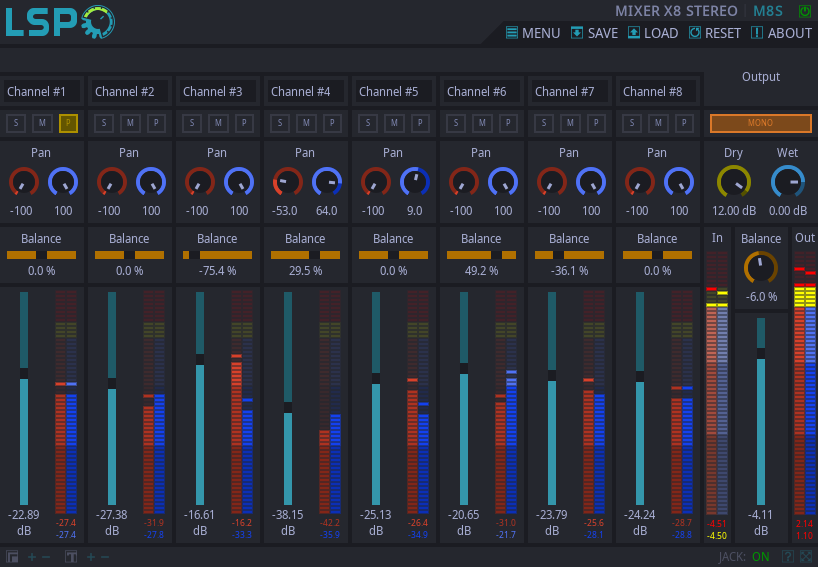 LSP
MIXER X8 STEREO M8S
MENU SAVE LOAD RESET ABOUT
Output
Channel #1 Channel #2 Channel #3 Channel #4 Channel #5 Channel #6 Channel #7 Channel #8
S M P S M P S M P S M P S M P S M P S M P S M P MONO
Pan Pan Pan Pan Pan Pan Pan Pan Dry Wet
-100 100 -100 100 -100 100 -53.0 64.0 -100 9.0 -100 100 -100 100 -100 100 12.00 dB 0.00 dB
Balance Balance Balance Balance Balance Balance Balance Balance In Balance Out
0.0 % 0.0 % -75.4 % 29.5 % 0.0 % 49.2 % -36.1 % 0.0 %
-6.0 %
-22.89 -27.38 -16.61 -38.15 -25.13 -20.65 -23.79 -24.24 -4.11
-27.4 -31.9 -16.2 -42.2 -26.4 -31.0 -25.6 -28.7 -4.51 2.14
dB dB dB dB dB dB dB dB dB
-27.4 -27.8 -33.3 -35.9 -34.9 -21.7 -28.1 -28.8 -4.50 1.10
+ − T + − JACK: ON ?